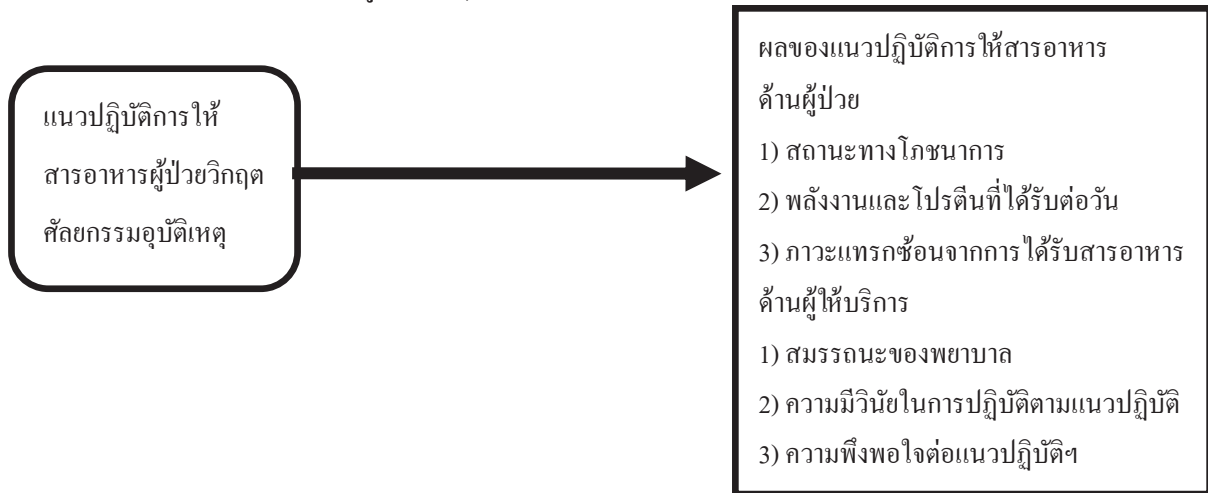 แนวปฏิบัติการให้
สารอาหารผู้ป่วยวิกฤต
ศัลยกรรมอุบัติเหตุ
ผลของแนวปฏิบัติการให้สารอาหาร
ด้านผู้ป่วย
1) สถานะทางโภชนาการ
2) พลังงานและโปรตีนที่ได้รับต่อวัน
3) ภาวะแทรกซ้อนจากการได้รับสารอาหาร
ด้านผู้ให้บริการ
1) สมรรถนะของพยาบาล
2) ความมีวินัยในการปฏิบัติตามแนวปฏิบัติ
3) ความพึงพอใจต่อแนวปฏิบัติฯ